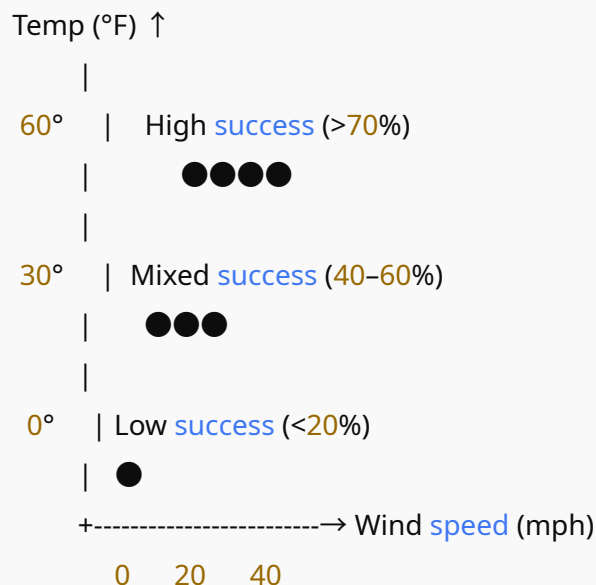 Temp (°F) ↑
|
60° | High success (>70%)
| ●●●●
|
30° | Mixed success (40–60%)
| ●●●
|
0° | Low success (<20%)
| ●
+-------------------------→ Wind speed (mph)
0 20 40